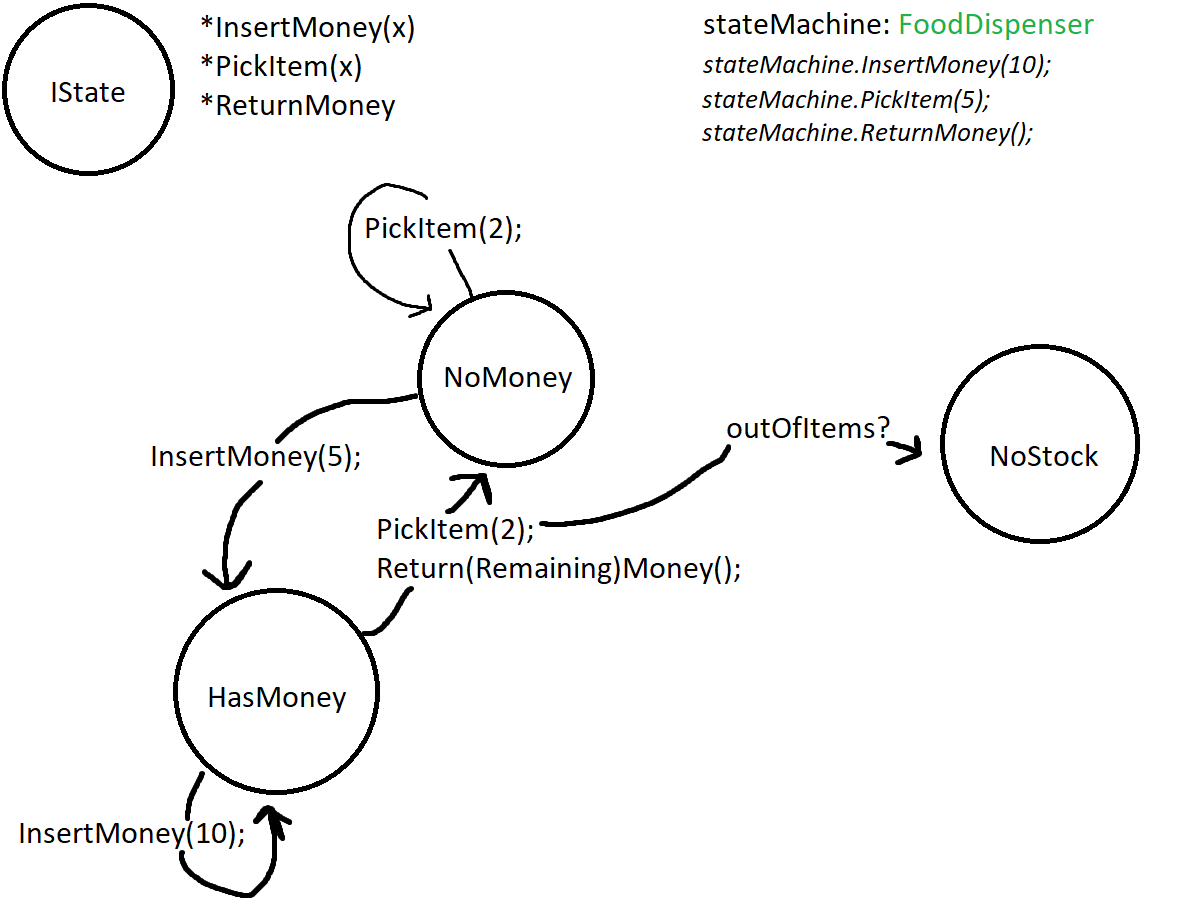 IState
*InsertMoney(x)
*PickItem(x)
*ReturnMoney
stateMachine: FoodDispenser
stateMachine.InsertMoney(10);
stateMachine.PickItem(5);
stateMachine.ReturnMoney();
PickItem(2);
NoMoney
outOfItems?
NoStock
InsertMoney(5);
PickItem(2);
Return(Remaining)Money();
HasMoney
InsertMoney(10);